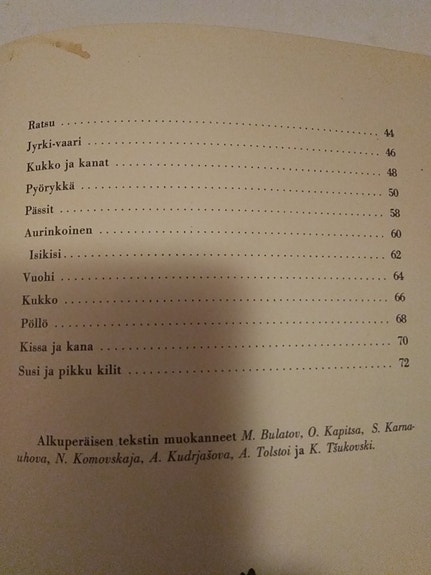 Ratsu 44
Jyrki-vaari 46
Kukko ja kanat 48
Pyörykkä 50
Pässit 58
Aurinkoinen 60
Isikisi 62
Vuohi 64
Kukko 66
Pöllö 68
Kissa ja kana 70
Susi ja pikku kilit 72
Alkuperäisen tekstin muokanneet M. Bulatov, O. Kapitsa, S. Karna-
uhova, N. Komovskaja, A. Kudrjašova, A. Tolstoi ja K. Tšukovski.